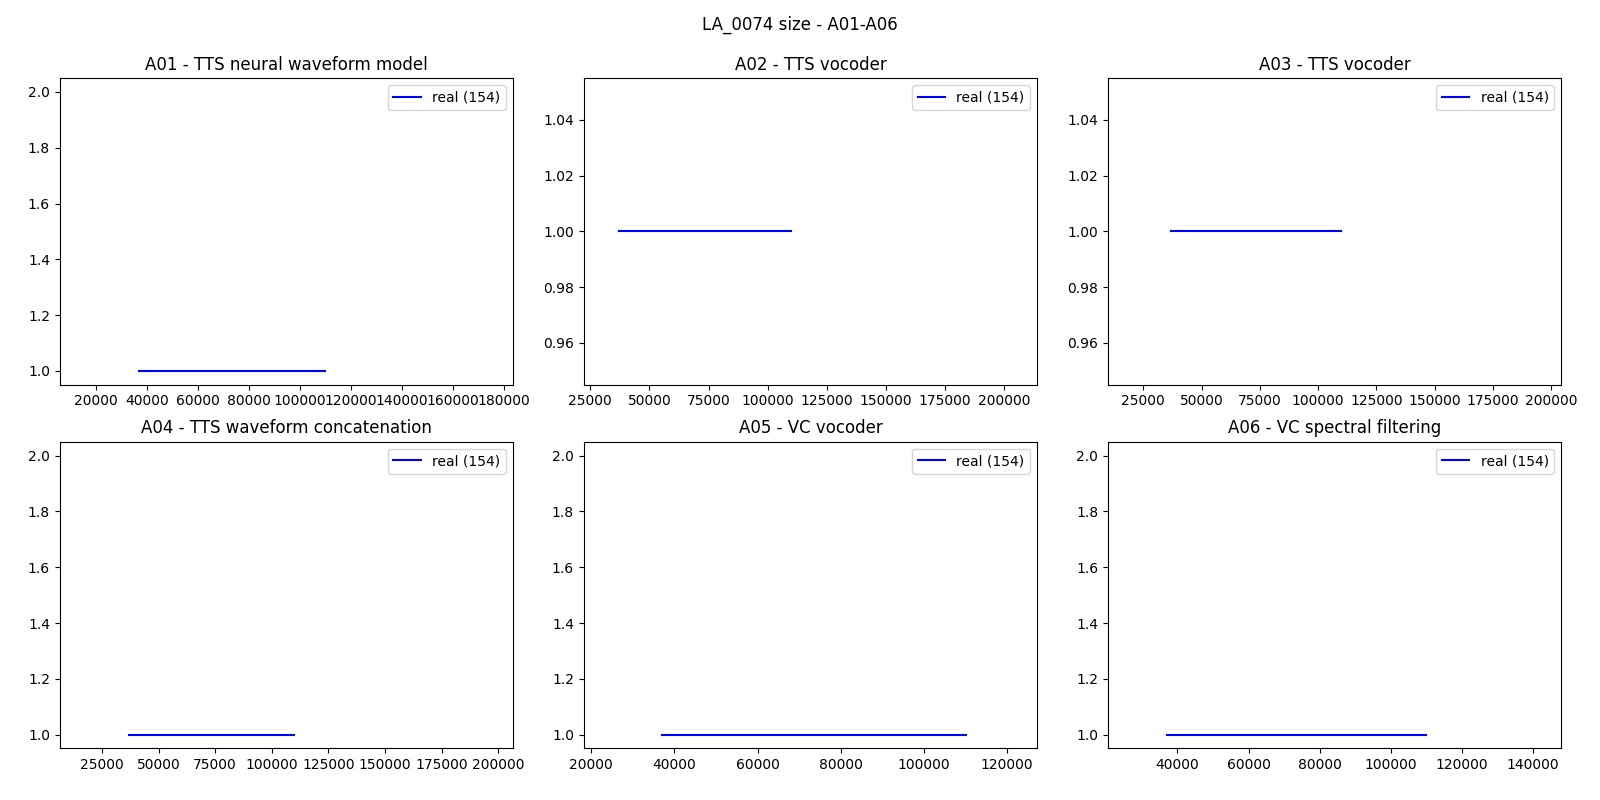 LA_0074 size - A01-A06
A01 - TTS neural waveform model
real (154)
2.0
1.8
1.6
1.4
1.2
1.0
20000 40000 60000 80000 100000 120000 140000 160000 180000
A02 - TTS vocoder
real (154)
1.04
1.02
1.00
0.98
0.96
25000 50000 75000 100000 125000 150000 175000 200000
A03 - TTS vocoder
real (154)
1.04
1.02
1.00
0.98
0.96
25000 50000 75000 100000 125000 150000 175000 200000
A04 - TTS waveform concatenation
real (154)
2.0
1.8
1.6
1.4
1.2
1.0
25000 50000 75000 100000 125000 150000 175000 200000
A05 - VC vocoder
real (154)
2.0
1.8
1.6
1.4
1.2
1.0
20000 40000 60000 80000 100000 120000
A06 - VC spectral filtering
real (154)
2.0
1.8
1.6
1.4
1.2
1.0
40000 60000 80000 100000 120000 140000